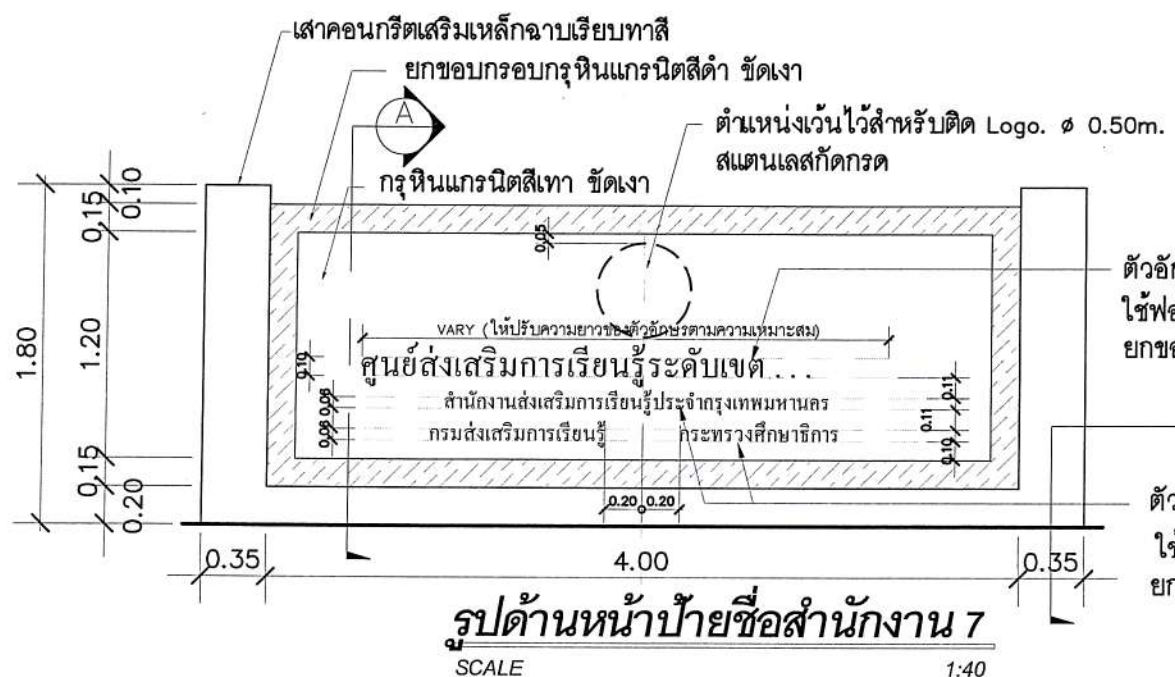 เสาคอนกรีตเสริมเหล็กฉาบเรียบทาสี
ยกขอบกรอบกรุหินแกรนิตสีดำ ขัดเงา
A
ตำแหน่งเว้นไว้สำหรับติด Logo. ø 0.50m.
สแตนเลสกัดกรด
กรุหินแกรนิตสีเทา ขัดเงา
0.10
0.15
1.20
1.80
0.15
0.20
0.05
VARY (ให้ปรับความยาวของตัวอักษรตามความเหมาะสม)
ศูนย์ส่งเสริมการเรียนรู้ระดับเขต ...
สำนักงานส่งเสริมการเรียนรู้ประจำกรุงเทพมหานคร
กรมส่งเสริมการเรียนรู้ กระทรวงศึกษาธิการ
0.10
0.11
0.11
0.10
0.20 0.20
ยก
0.35 4.00 0.35
รูปด้านหน้าป้ายชื่อสำนักงาน 7
SCALE 1:40